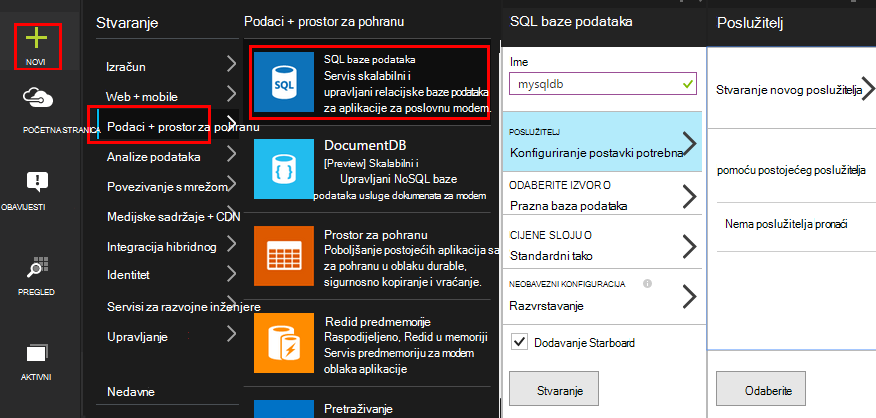 NOVI
POČETNA STRANICA
OBAVIJESTI
PREGLED
AKTIVNI
Stvaranje
Izračun
Web + mobile
Podaci + prostor za pohranu
Analize podataka
Povezivanje s mrežom
Medijske sadržaje + CDN
Integracija hibridnog
Identitet
Servisi za razvojne inženjere
Upravljanje
Nedavne
Podaci + prostor za pohranu
SQL
SQL baze podataka
Servis skalabilni i
upravljani relacijske baze podataka
za aplikacije za poslovnu modem.
DocumentDB
[Preview] Skalabilni i
Upravljani NoSQL baze
podataka usluge dokumenata za modem
Prostor za pohranu
Poboljšanje postojećih aplikacija sa
za pohranu u oblaku durable,
sigurnosno kopiranje i vraćanje.
Redid predmemorije
Raspodijeljeno, Redid u memoriji
Servis predmemoriju za modem
oblaka aplikacije
Pretraživanje
SQL baze podataka
Ime
mysqldb
POSLUŽITELJ
Konfiguriranje postavki potrebna
ODABERITE IZVOR O
Prazna baza podataka
CIJENE SLOJU O
Standardni tako
NEOBAVEZNI KONFIGURACIJA
Razvrstavanje
Dodavanje Starboard
Stvaranje
Poslužitelj
Stvaranje novog poslužitelja
pomoću postojećeg poslužitelja
Nema poslužitelja pronaći
Odaberite